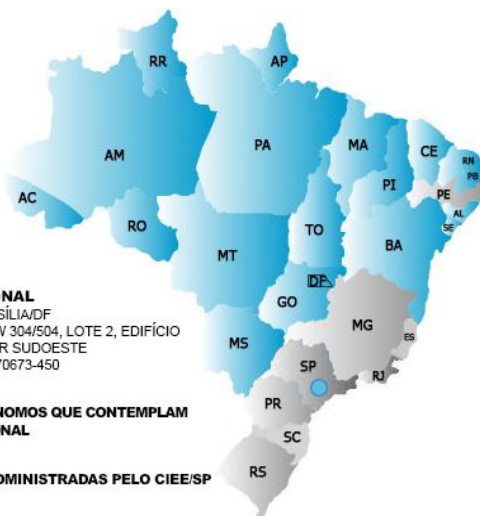 RR
AP
AM
PA
MA
CE
RN
PB
PE
PI
AL
SE
AC
RO
TO
BA
MT
DF
GO
MG
ES
MS
SP
RJ
PR
SC
RS
ONAL
SÍLIA/DF
W 304/504, LOTE 2, EDIFÍCIO
R SUDOESTE
70673-450
NOMOS QUE CONTEMPLAM
ONAL
DMINISTRADAS PELO CIEE/SP